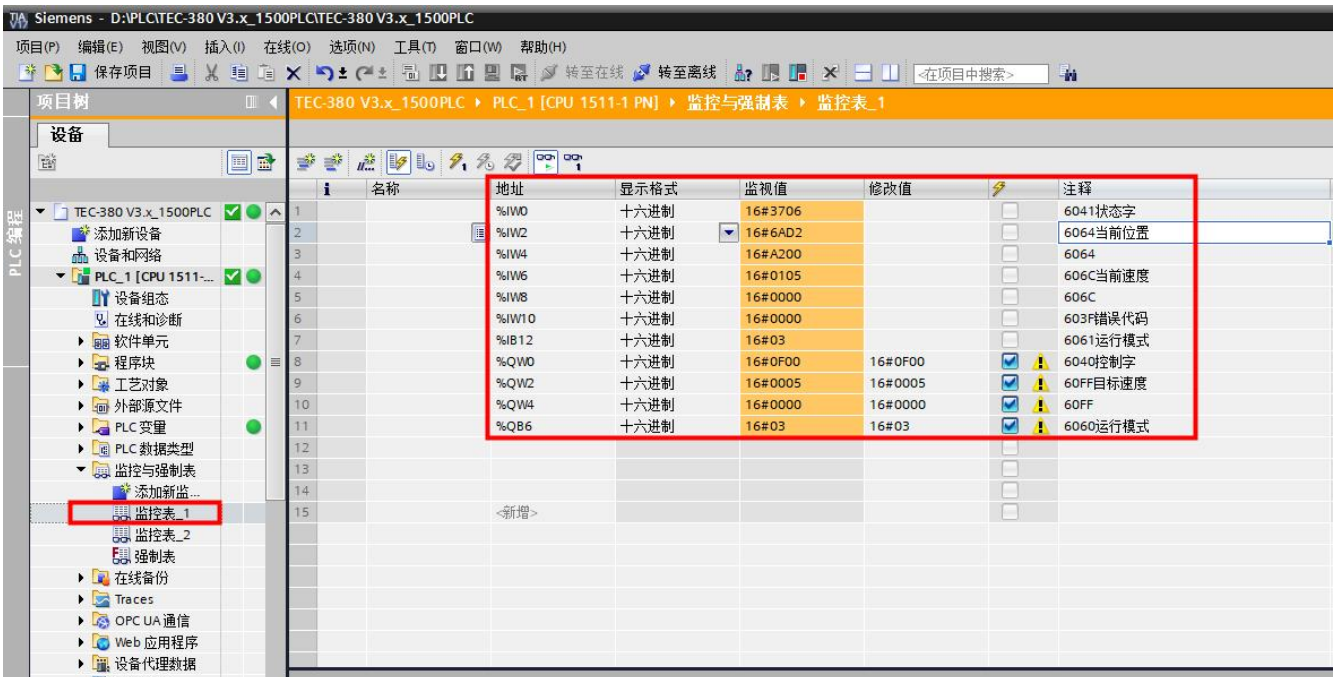 Siemens - D:\PLC\TEC-380 V3.x_1500PLC\TEC-380 V3.x_1500PLC
项目(P) 编辑(E) 视图(V) 插入(I) 在线(O) 选项(N) 工具(T) 窗口(W) 帮助(H)
保存项目 转至在线 转至离线 <在项目中搜索>
项目树
TEC-380 V3.x_1500PLC PLC_1 [CPU 1511-1 PN] 监控与强制表 监控表_1
设备
PLC 编程
TEC-380 V3.x_1500PLC
添加新设备
设备和网络
PLC_1 [CPU 1511-...
设备组态
在线和诊断
软件单元
程序块
工艺对象
外部源文件
PLC 变量
PLC 数据类型
监控与强制表
添加新监...
监控表_1
监控表_2
强制表
在线备份
Traces
OPC UA 通信
Web 应用程序
设备代理数据
i 名称 地址 显示格式 监视值 修改值 注释
1 %IW0 十六进制 16#3706 6041状态字
2 %IW2 十六进制 16#6AD2 6064当前位置
3 %IW4 十六进制 16#A200 6064
4 %IW6 十六进制 16#0105 606C当前速度
5 %IW8 十六进制 16#0000 606C
6 %IW10 十六进制 16#0000 603F错误代码
7 %IB12 十六进制 16#03 6061运行模式
8 %QW0 十六进制 16#0F00 16#0F00 6040控制字
9 %QW2 十六进制 16#0005 16#0005 60FF目标速度
10 %QW4 十六进制 16#0000 16#0000 60FF
11 %QB6 十六进制 16#03 16#03 6060运行模式
12
13
14
15 <新增>